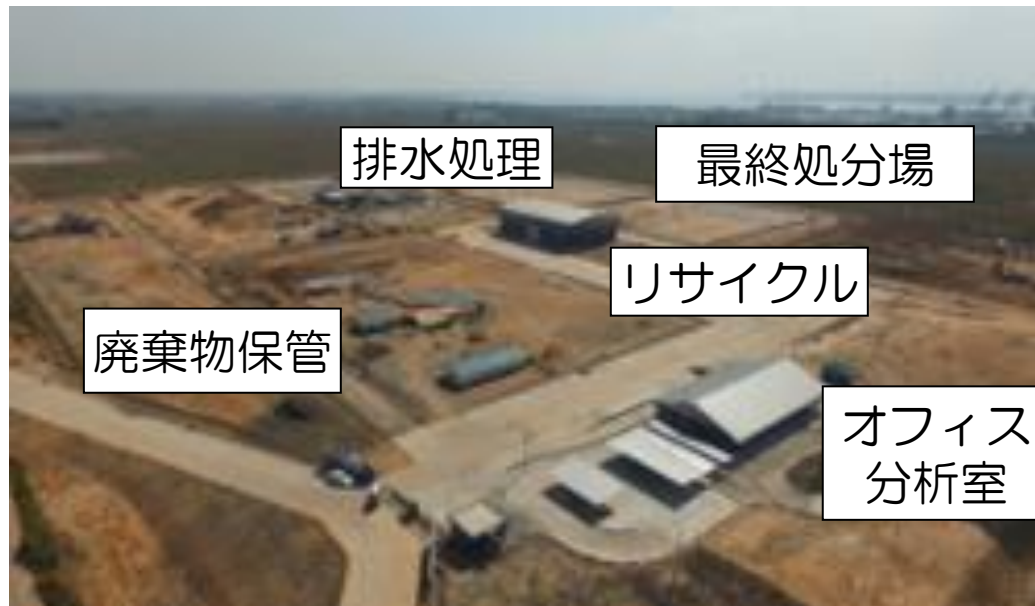 排水処理
最終処分場
リサイクル
廃棄物保管
オフィス
分析室